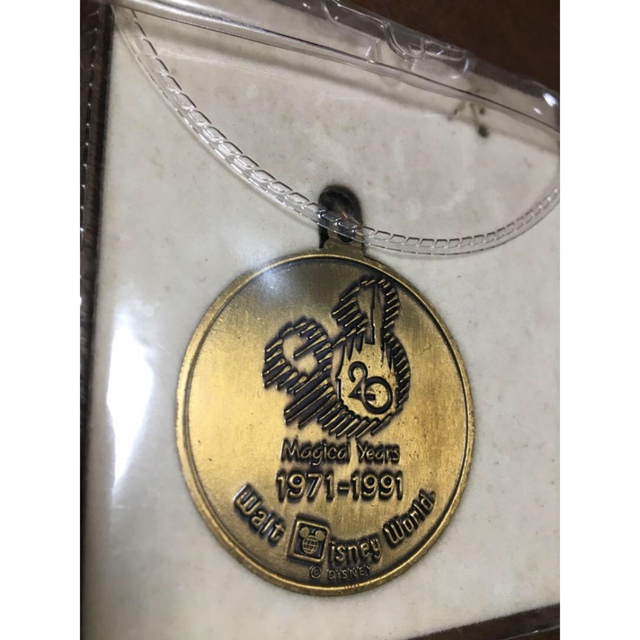 20
Magical Years
1971-1991
Walt Disney World.
© DISNEY